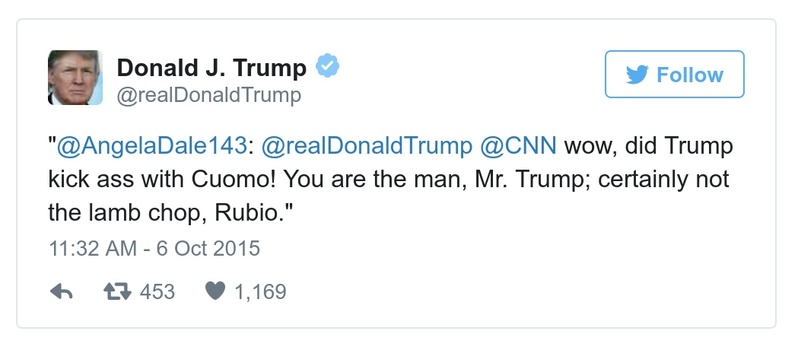 Donald J. Trump
@realDonaldTrump
Follow
"@AngelaDale143: @realDonaldTrump @CNN wow, did Trump
kick ass with Cuomo! You are the man, Mr. Trump; certainly not
the lamb chop, Rubio."
11:32 AM - 6 Oct 2015
453 1,169